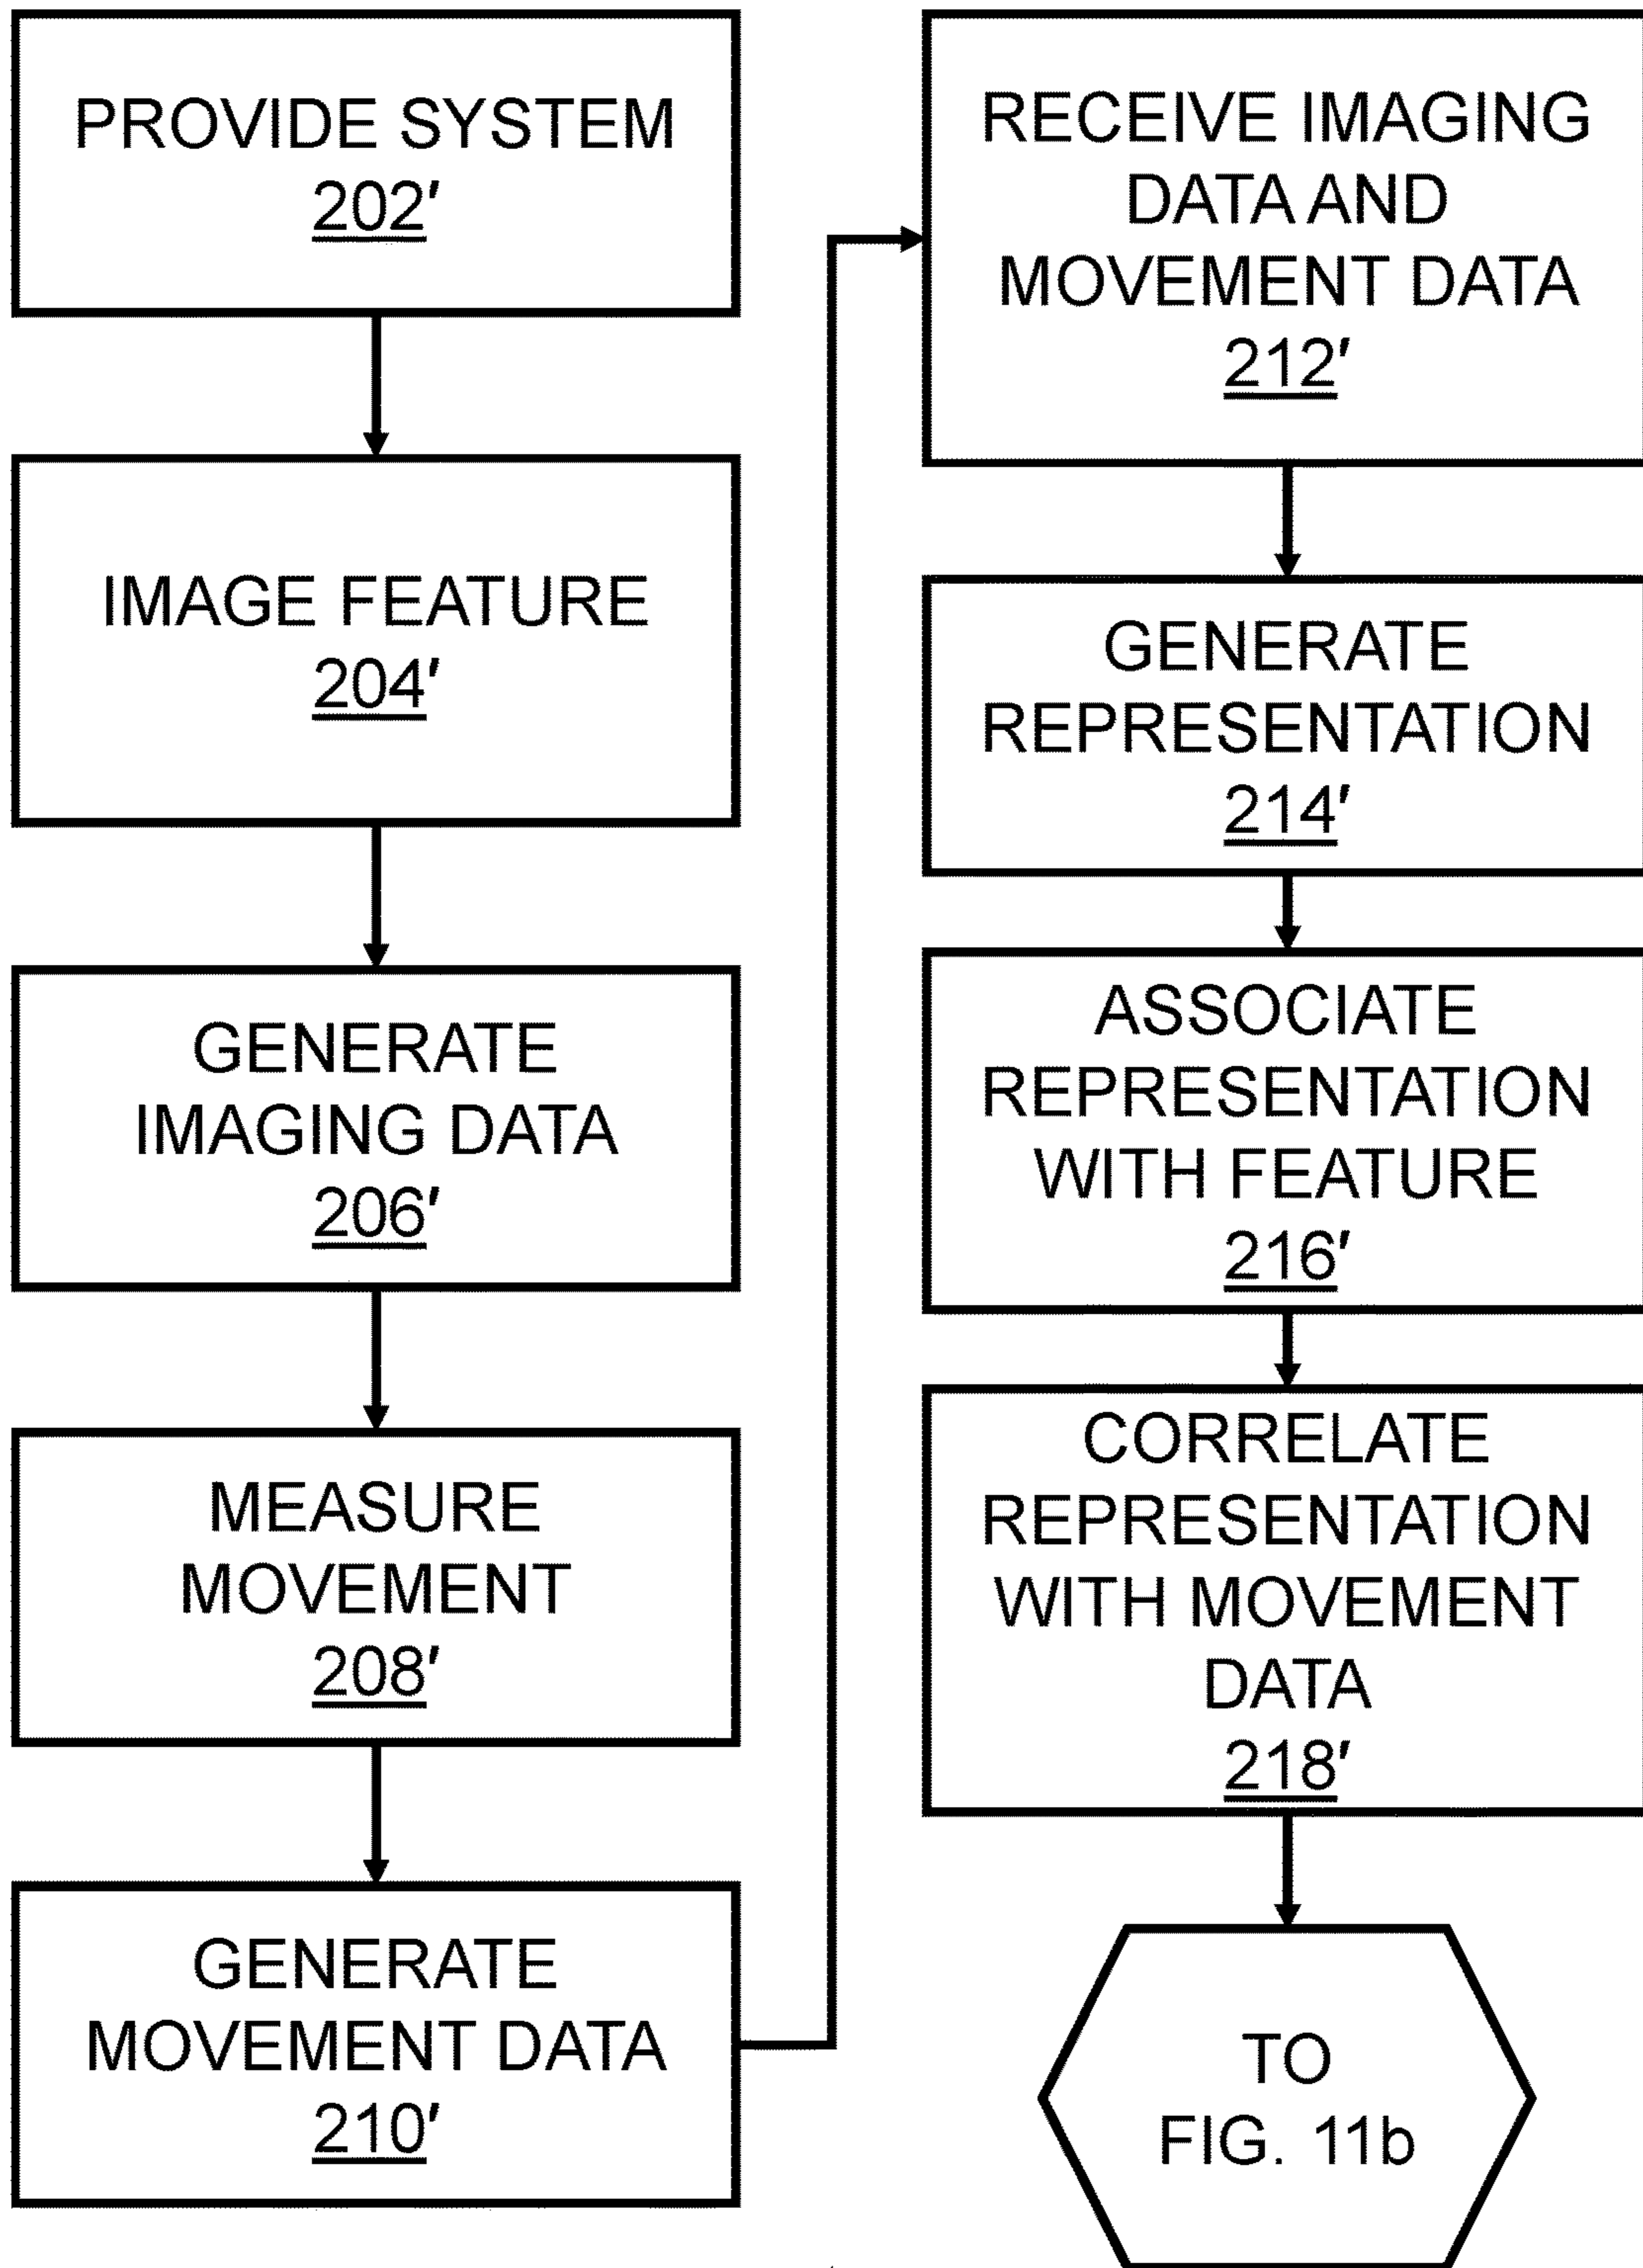 PROVIDE SYSTEM
202′
IMAGE FEATURE
204′
GENERATE
IMAGING DATA
206′
MEASURE
MOVEMENT
208′
GENERATE
MOVEMENT DATA
210′
RECEIVE IMAGING
DATA AND
MOVEMENT DATA
212′
GENERATE
REPRESENTATION
214′
ASSOCIATE
REPRESENTATION
WITH FEATURE
216′
CORRELATE
REPRESENTATION
WITH MOVEMENT
DATA
218′
TO
FIG. 11b